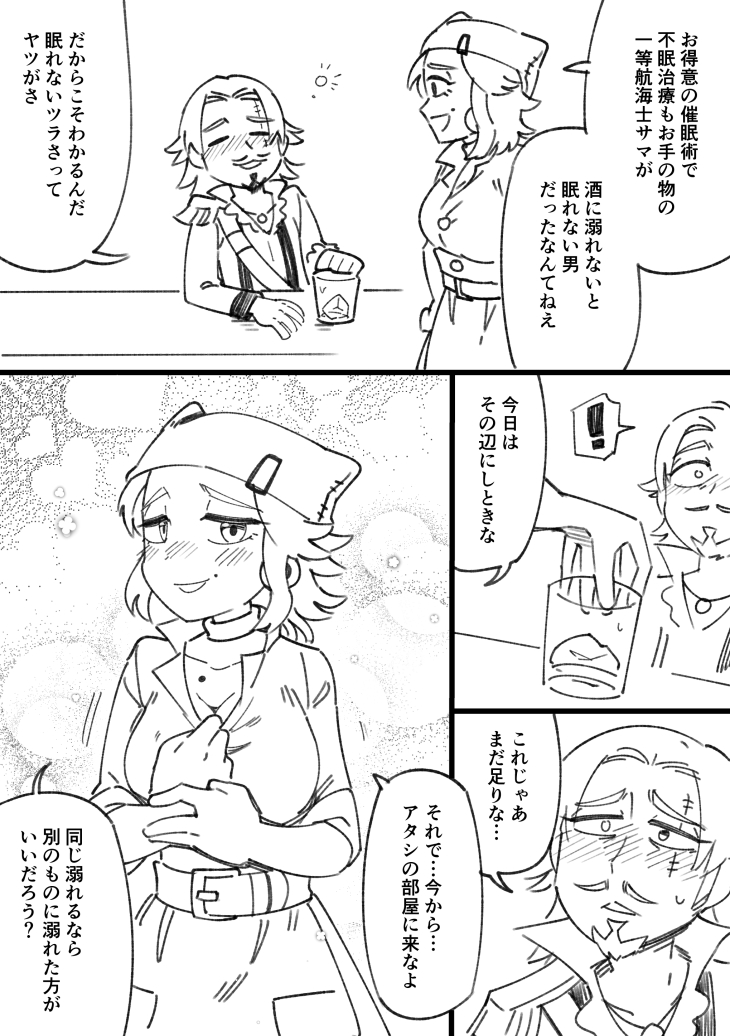 お得意の催眠術で
不眠治療もお手の物の
一等航海士サマが
酒に溺れないと
眠れない男
だったなんてねえ
だからこそわかるんだ
眠れないツラさって
ヤツがさ
!
今日は
その辺にしときな
これじゃあ
まだ足りな…
それで…今から…
アタシの部屋に来なよ
同じ溺れるなら
別のものに溺れた方が
いいだろう？